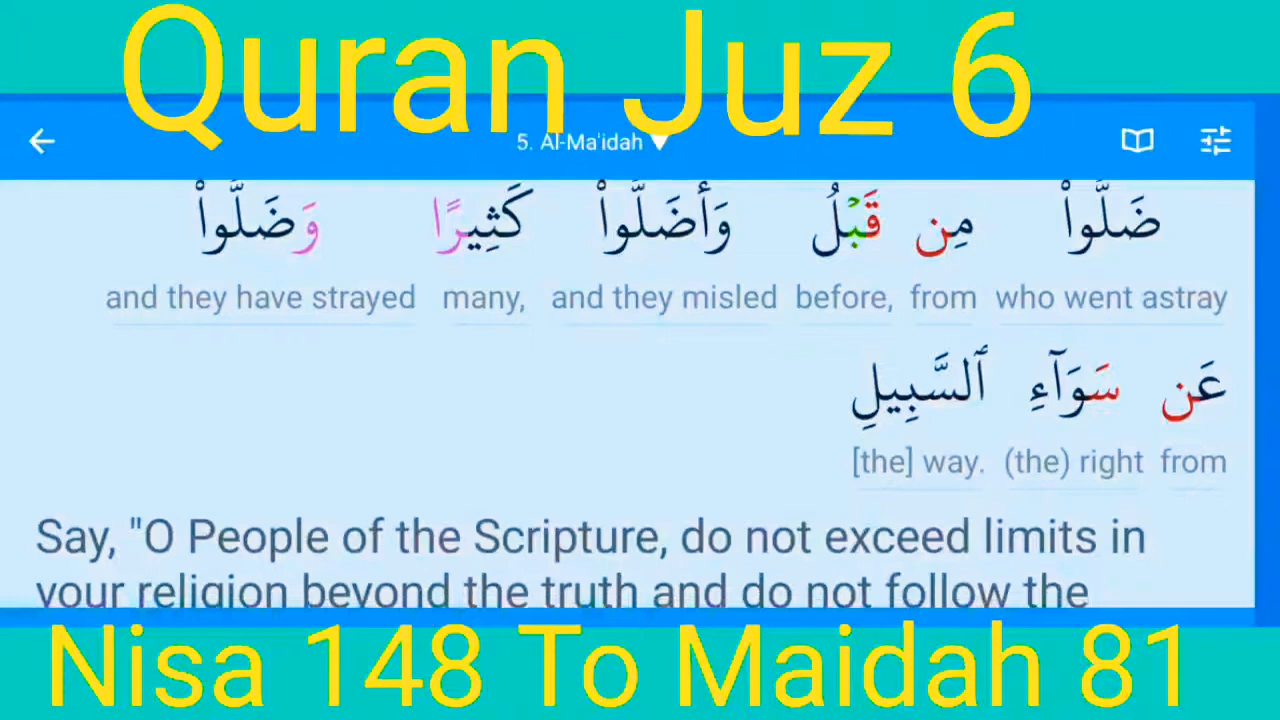 Quran Juz 6
5. Al-Ma'idah
ضَلُّوا۟ مِن قَبْلُ وَأَضَلُّوا۟ كَثِيرًا وَضَلُّوا۟
and they have strayed many, and they misled before, from who went astray
عَن سَوَآءِ ٱلسَّبِيلِ
[the] way. (the) right from
Say, "O People of the Scripture, do not exceed limits in
your religion beyond the truth and do not follow the
Nisa 148 To Maidah 81